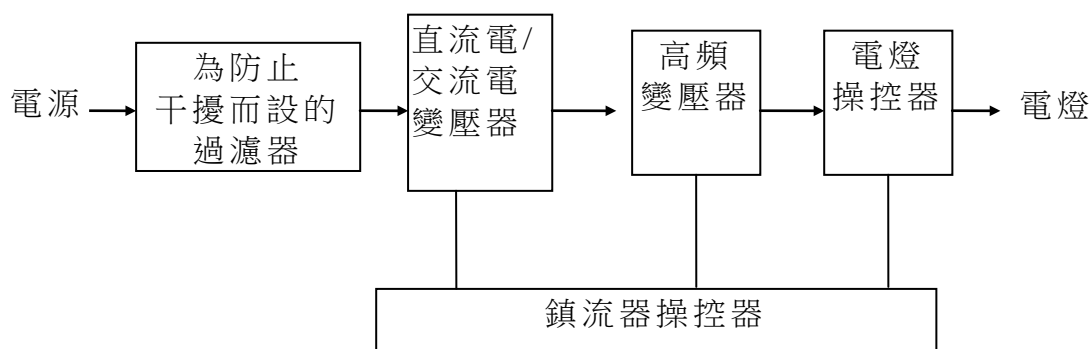 電源
為防止
干擾而設的
過濾器
直流電/
交流電
變壓器
高頻
變壓器
電燈
操控器
電燈
鎮流器操控器